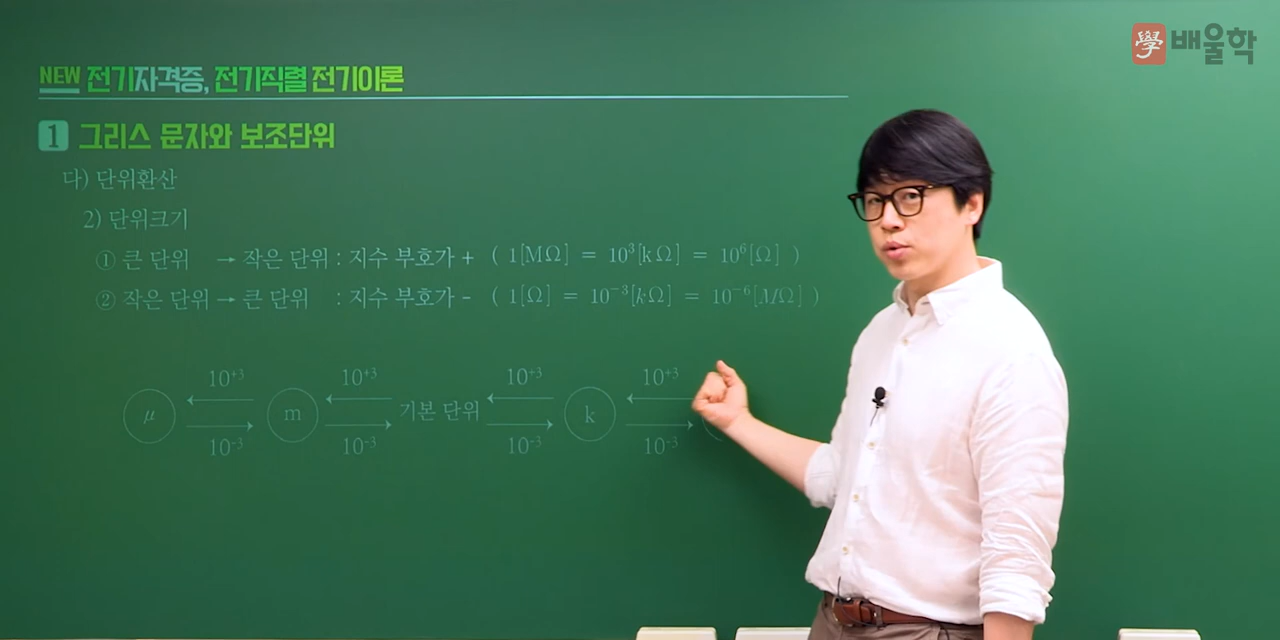 學 배울학
NEW 전기자격증, 전기직렬 전기이론
1 그리스 문자와 보조단위
다) 단위환산
2) 단위크기
① 큰 단위 → 작은 단위 : 지수 부호가 + ( 1[MΩ] = 10³[kΩ] = 10⁶[Ω] )
② 작은 단위 → 큰 단위 : 지수 부호가 - ( 1[Ω] = 10⁻³[kΩ] = 10⁻⁶[MΩ] )
10⁺³ 10⁺³ 10⁺³ 10⁺³
μ m 기본 단위 k
10⁻³ 10⁻³ 10⁻³ 10⁻³